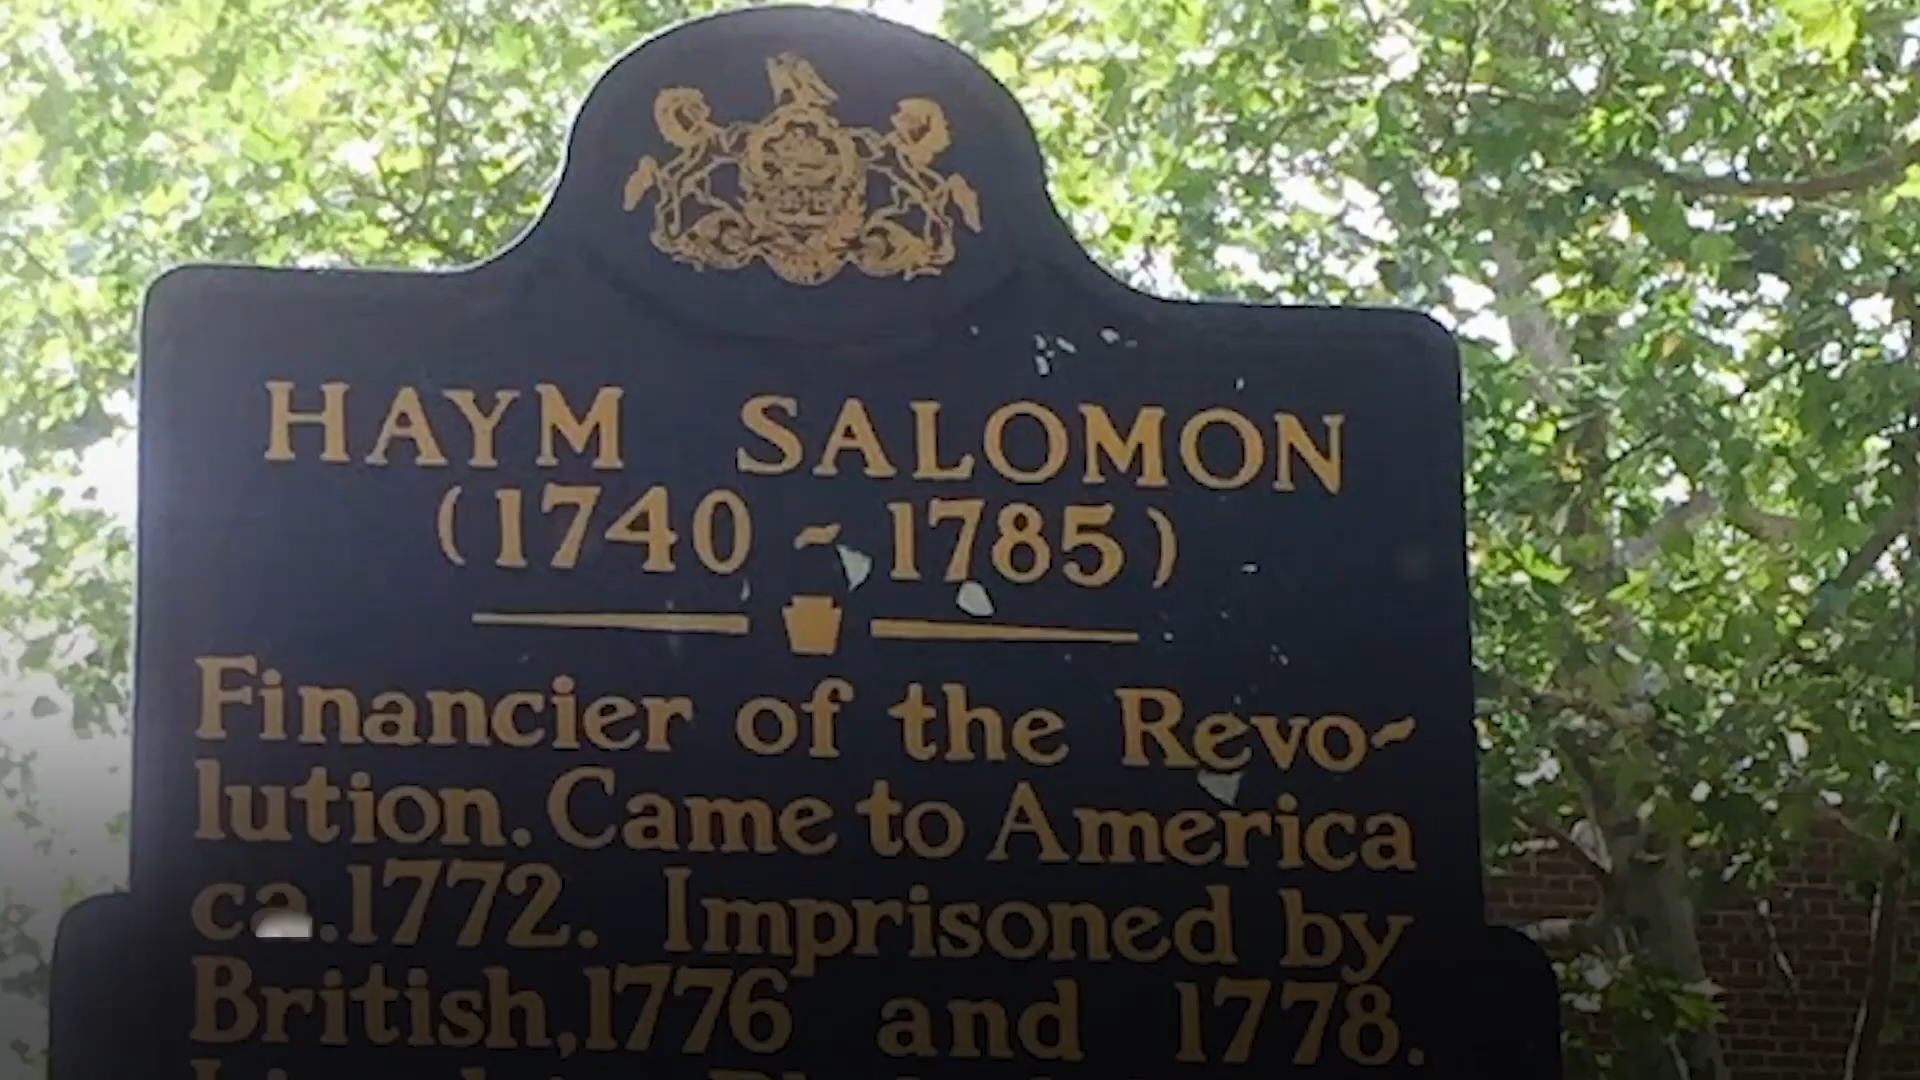 HAYM SALOMON
(1740 - 1785)
Financier of the Revo-
lution. Came to America
ca. 1772. Imprisoned by
British, 1776 and 1778.